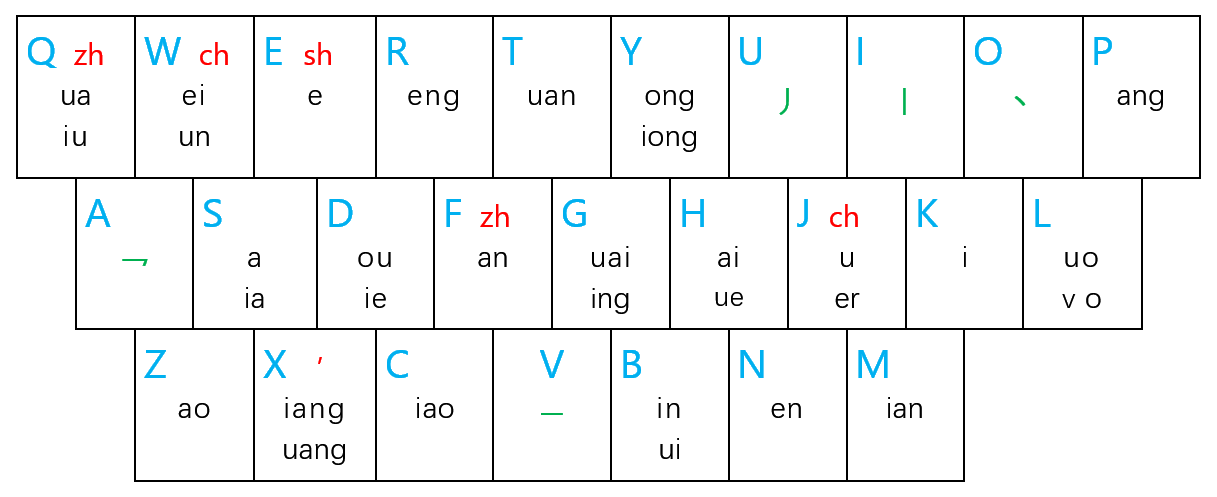 Q zh W ch E sh R T Y U I O P
ua ei e eng uan ong 丿 丨 丶 ang
iu un iong
A S D F zh G H J ch K L
乛 a ou an uai ai u i uo
ia ie ing ue er v o
Z X ' C V B N M
ao iang iao 一 in en ian
uang ui